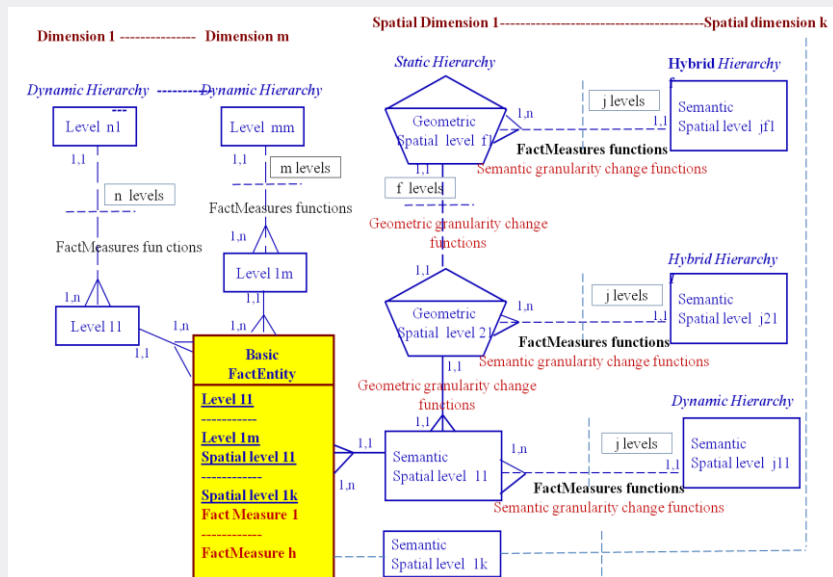 Dimension 1 --------------- Dimension m
Spatial Dimension 1----------------------------------------Spatial dimension k
Dynamic Hierarchy -----------Dynamic Hierarchy
Static Hierarchy
Hybrid Hierarchy
Level n1
Level mm
Geometric
Spatial level f1
1,n
j levels
1,1
Semantic
Spatial level jf1
FactMeasures functions
Semantic granularity change functions
1,1
1,1
1,1
n levels
m levels
f levels
FactMeasures functions
Geometric granularity change
functions
FactMeasures fun ctions
1,n
1,1
Hybrid Hierarchy
Level 1m
1,n
Level 11
1,1
Geometric
Spatial level 21
1,n
j levels
1,1
Semantic
Spatial level j21
FactMeasures functions
Semantic granularity change functions
1,n
1,1
1,n
Basic
FactEntity
1,1
Geometric granularity change
functions
Level 11
-----------
Level 1m
Spatial level 11
------------
Spatial level 1k
Fact Measure 1
------------
FactMeasure h
1,1
1,1
1,n
Semantic
Spatial level 11
1,n
Dynamic Hierarchy
j levels
1,1
Semantic
Spatial level j11
FactMeasures functions
Semantic granularity change functions
Semantic
Spatial level 1k